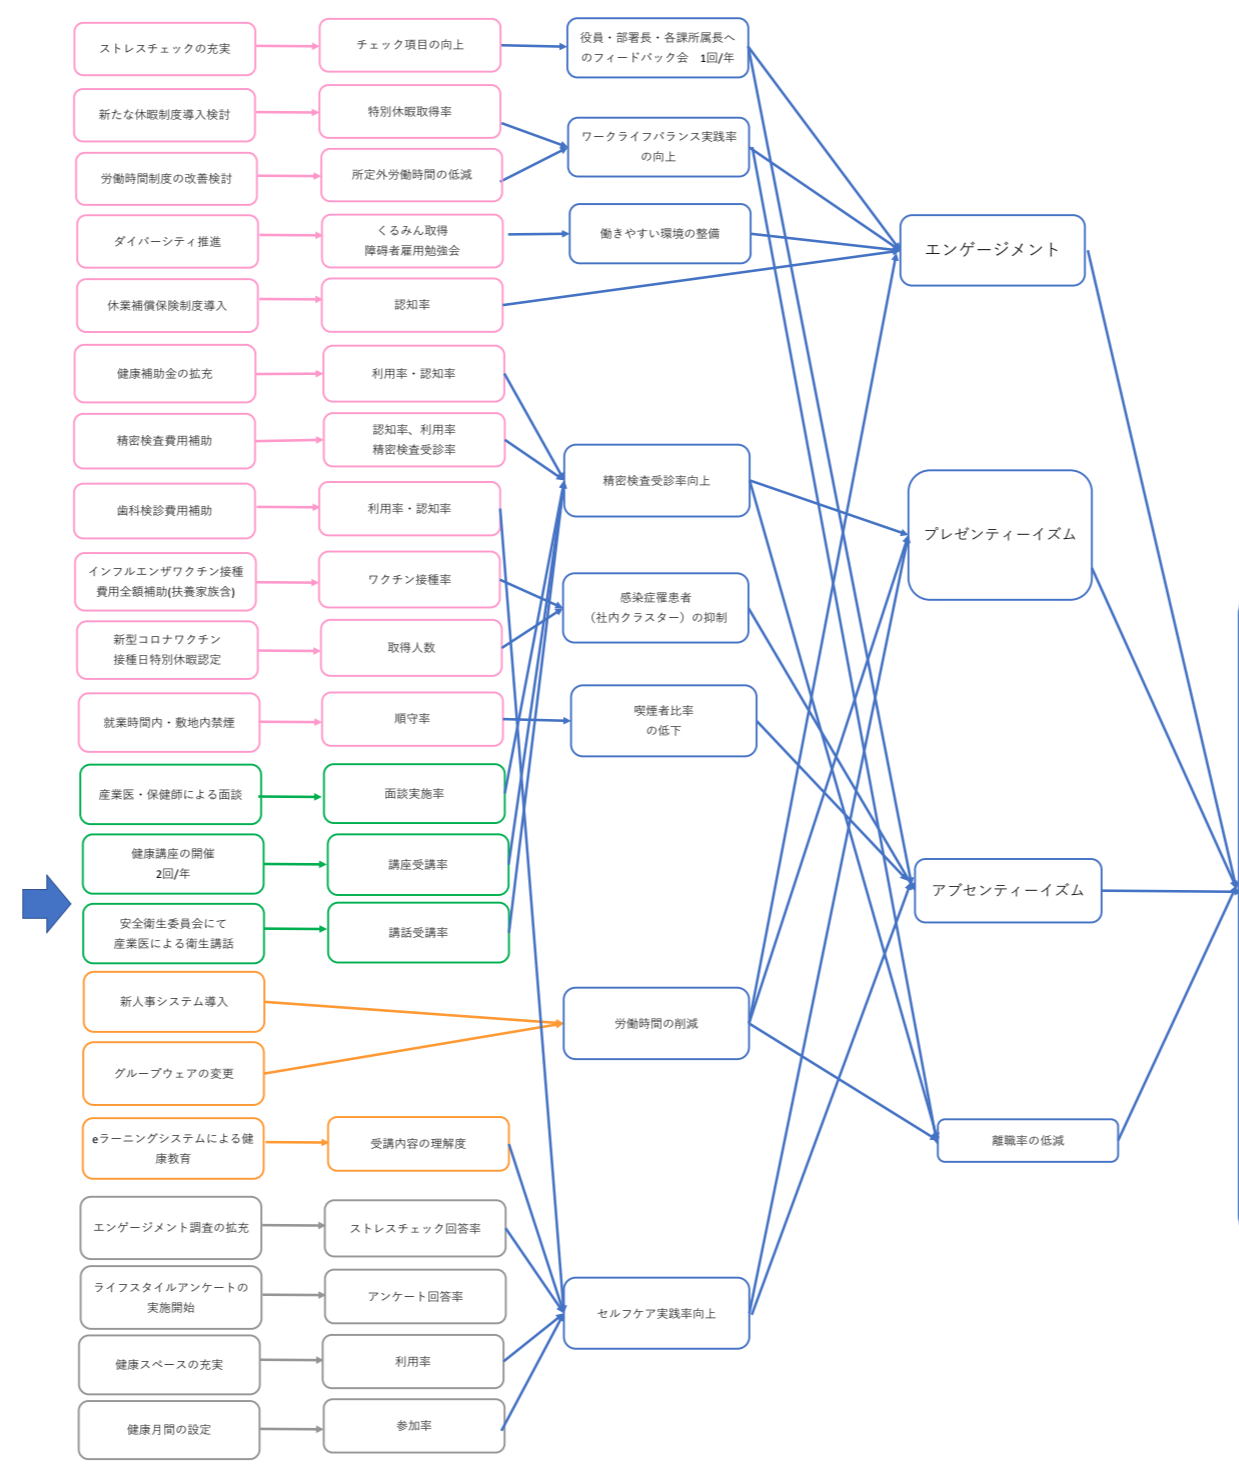 ストレスチェックの充実
チェック項目の向上
役員・部署長・各課所属長へ
のフィードバック会　1回/年
新たな休暇制度導入検討
特別休暇取得率
ワークライフバランス実践率
の向上
労働時間制度の改善検討
所定外労働時間の低減
ダイバーシティ推進
くるみん取得
障碍者雇用勉強会
働きやすい環境の整備
エンゲージメント
休業補償保険制度導入
認知率
健康補助金の拡充
利用率・認知率
精密検査費用補助
認知率、利用率
精密検査受診率
精密検査受診率向上
歯科検診費用補助
利用率・認知率
プレゼンティーイズム
インフルエンザワクチン接種
費用全額補助(扶養家族含)
ワクチン接種率
感染症罹患者
（社内クラスター）の抑制
新型コロナワクチン
接種日特別休暇認定
取得人数
就業時間内・敷地内禁煙
順守率
喫煙者比率
の低下
産業医・保健師による面談
面談実施率
健康講座の開催
2回/年
講座受講率
アブセンティーイズム
安全衛生委員会にて
産業医による衛生講話
講話受講率
新人事システム導入
労働時間の削減
グループウェアの変更
eラーニングシステムによる健
康教育
受講内容の理解度
離職率の低減
エンゲージメント調査の拡充
ストレスチェック回答率
ライフスタイルアンケートの
実施開始
アンケート回答率
セルフケア実践率向上
健康スペースの充実
利用率
健康月間の設定
参加率